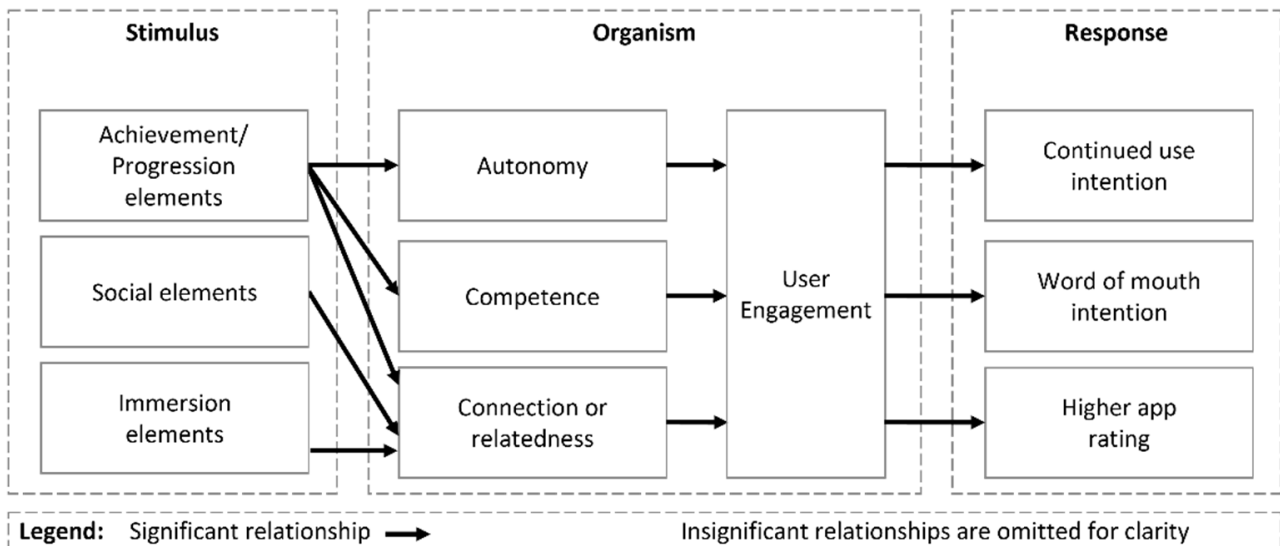 Stimulus
Achievement/
Progression
elements
Social elements
Immersion
elements
Organism
Autonomy
Competence
Connection or
relatedness
User
Engagement
Response
Continued use
intention
Word of mouth
intention
Higher app
rating
Legend: Significant relationship
Insignificant relationships are omitted for clarity